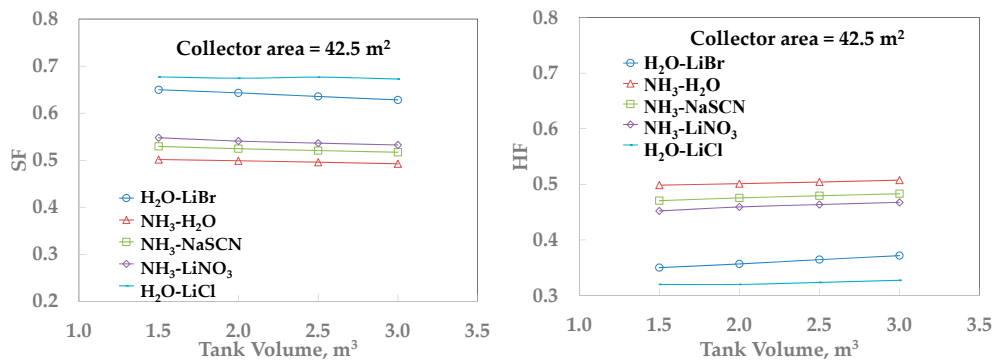 Collector area = 42.5 m²
SF
0.8
0.7
0.6
0.5
0.4
0.3
0.2
H₂O-LiBr
NH₃-H₂O
NH₃-NaSCN
NH₃-LiNO₃
H₂O-LiCl
1.0 1.5 2.0 2.5 3.0 3.5
Tank Volume, m³
Collector area = 42.5 m²
HF
0.8
0.7
0.6
0.5
0.4
0.3
H₂O-LiBr
NH₃-H₂O
NH₃-NaSCN
NH₃-LiNO₃
H₂O-LiCl
1.0 1.5 2.0 2.5 3.0 3.5
Tank Volume, m³